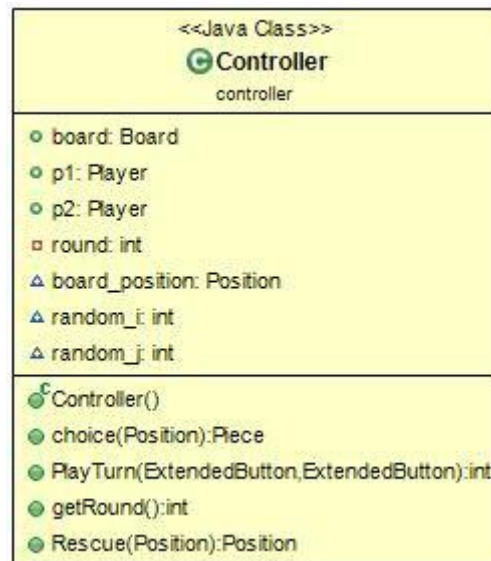 <<Java Class>>
Controller
controller
board: Board
p1: Player
p2: Player
round: int
board_position: Position
random_i: int
random_j: int
Controller()
choice(Position):Piece
PlayTurn(ExtendedButton,ExtendedButton):int
getRound():int
Rescue(Position):Position